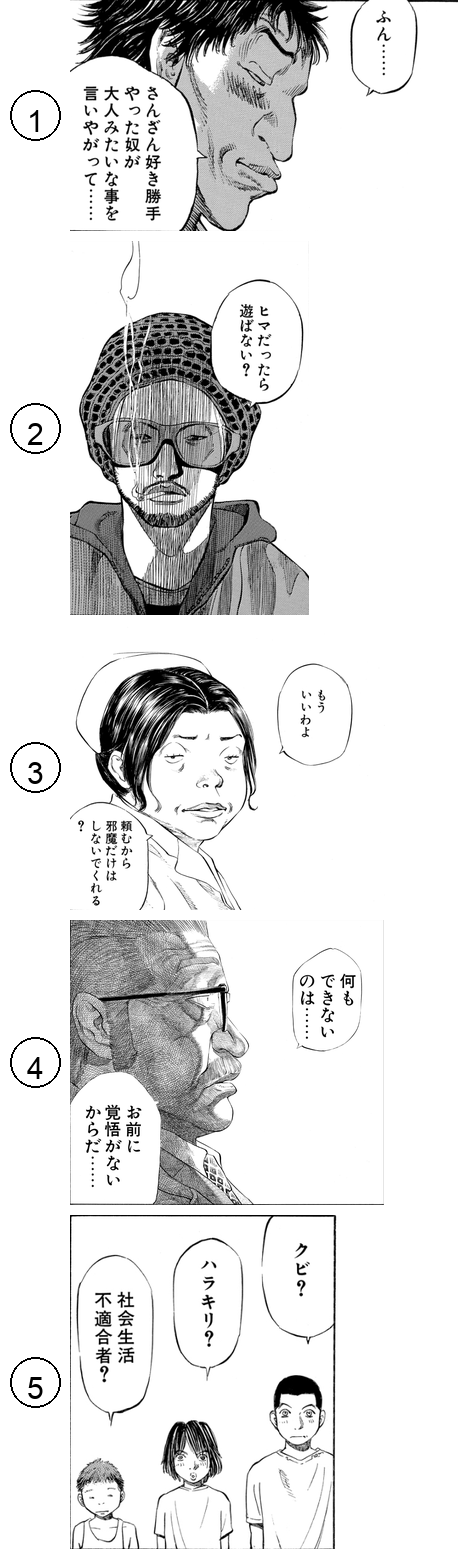 1
ふん……
さんざん好き勝手
やった奴が
大人みたいな事を
言いやがって……
2
ヒマだったら
遊ばない?
3
もう
いいわよ
頼むから
邪魔だけは
しないでくれる
?
4
何も
できない
のは……
お前に
覚悟がない
からだ……
5
クビ?
ハラキリ?
社会生活
不適合者?